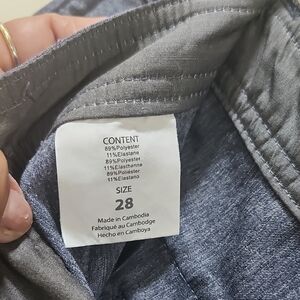 CONTENT
89%Polyester
11%Elastane
89%Polyester
11%Elasthanne
89%Poliéster
11%Elastano
SIZE
28
Made in Cambodia
Fabriqué au Cambodge
Hecho en Camboya